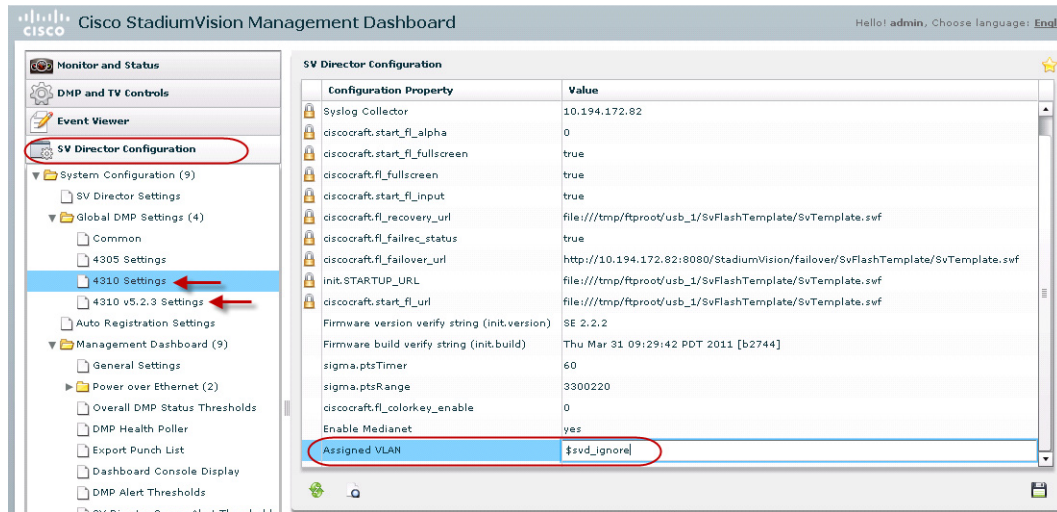 CISCO
Cisco StadiumVision Management Dashboard
Hello! admin, Choose language: Engl
Monitor and Status
DMP and TV Controls
Event Viewer
SV Director Configuration
System Configuration (9)
SV Director Settings
Global DMP Settings (4)
Common
4305 Settings
4310 Settings
4310 v5.2.3 Settings
Auto Registration Settings
Management Dashboard (9)
General Settings
Power over Ethernet (2)
Overall DMP Status Thresholds
DMP Health Poller
Export Punch List
Dashboard Console Display
DMP Alert Thresholds
SV Director Configuration
Configuration Property Value
Syslog Collector 10.194.172.82
ciscocraft.start_fl_alpha 0
ciscocraft.start_fl_fullscreen true
ciscocraft.fl_fullscreen true
ciscocraft.start_fl_input true
ciscocraft.fl_recovery_url file:///tmp/ftproot/usb_1/SvFlashTemplate/SvTemplate.swf
ciscocraft.fl_failrec_status true
ciscocraft.fl_failover_url http://10.194.172.82:8080/StadiumVision/failover/SvFlashTemplate/SvTemplate.swf
init.STARTUP_URL file:///tmp/ftproot/usb_1/SvFlashTemplate/SvTemplate.swf
ciscocraft.start_fl_url file:///tmp/ftproot/usb_1/SvFlashTemplate/SvTemplate.swf
Firmware version verify string (init.version) SE 2.2.2
Firmware build verify string (init.build) Thu Mar 31 09:29:42 PDT 2011 [b2744]
sigma.ptsTimer 60
sigma.ptsRange 3300220
ciscocraft.fl_colorkey_enable 0
Enable Medianet yes
Assigned VLAN $svd_ignore